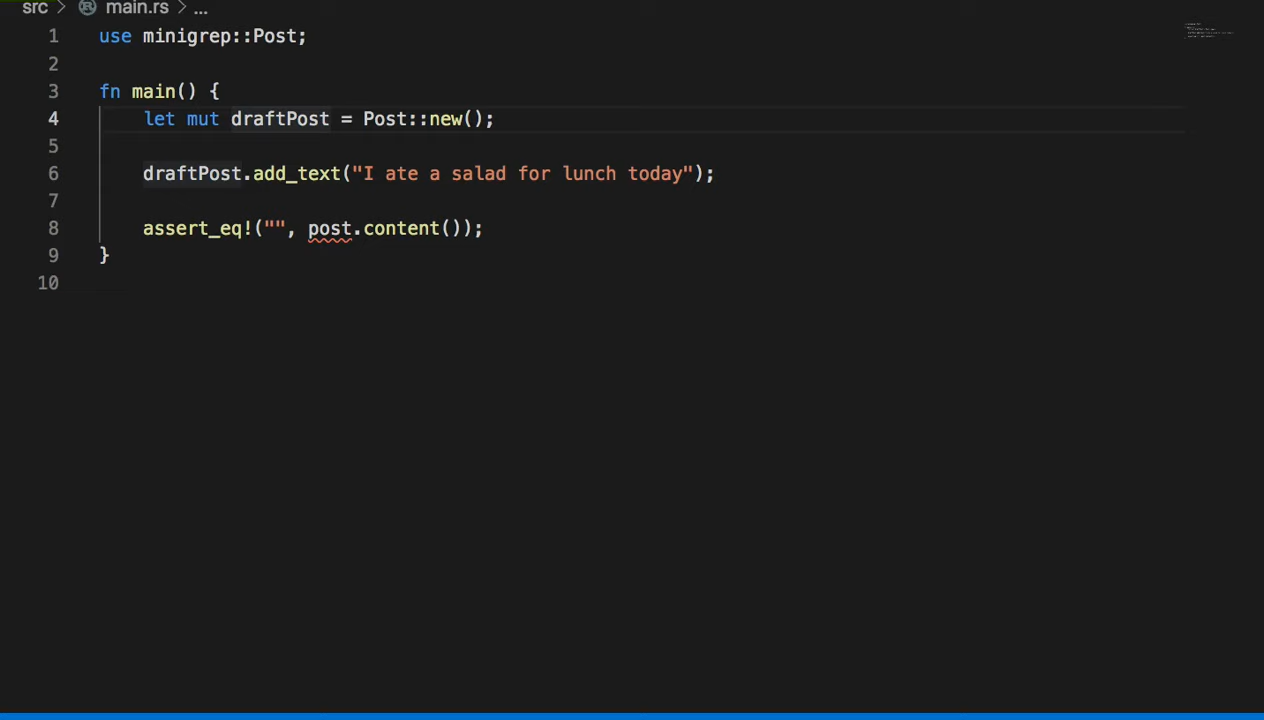 src > main.rs > ...
1 use minigrep::Post;
2
3 fn main() {
4     let mut draftPost = Post::new();
5
6     draftPost.add_text("I ate a salad for lunch today");
7
8     assert_eq!("", post.content());
9 }
10